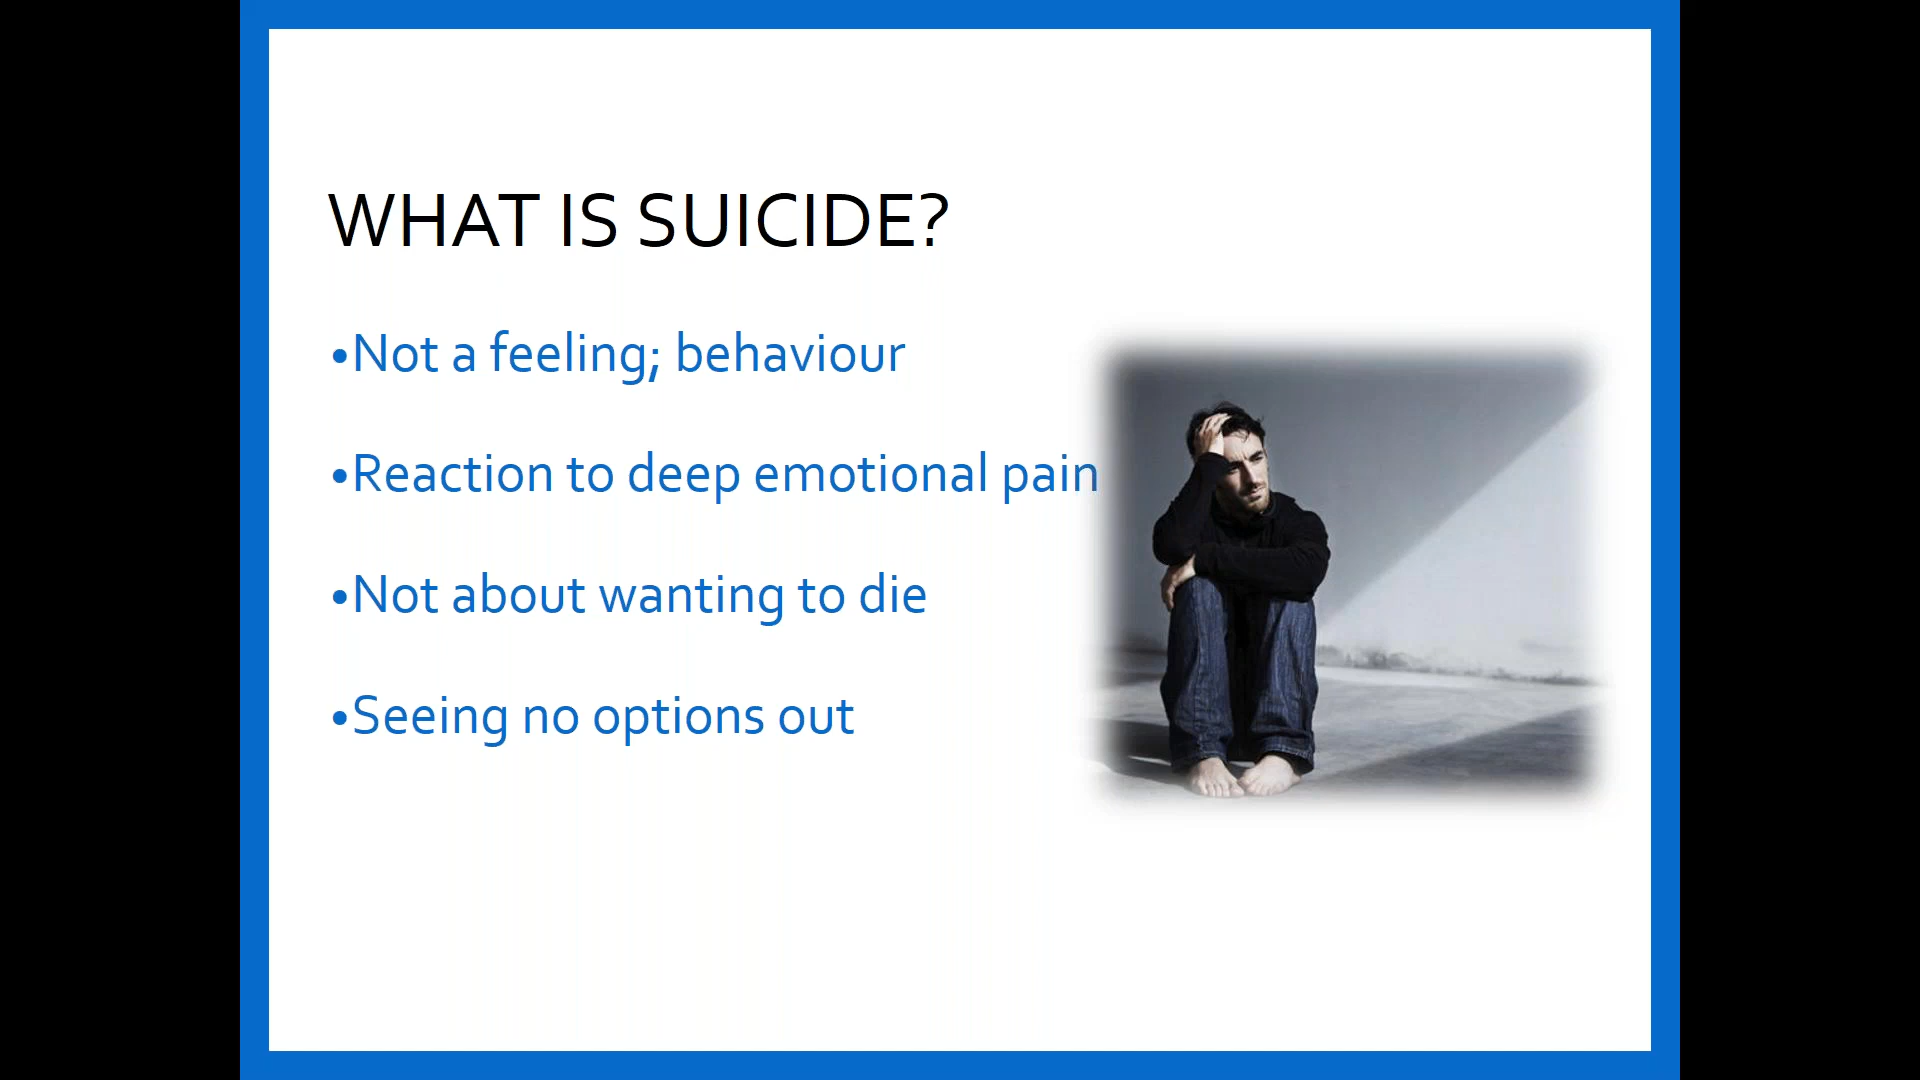 WHAT IS SUICIDE?
•Not a feeling; behaviour
•Reaction to deep emotional pain
•Not about wanting to die
•Seeing no options out